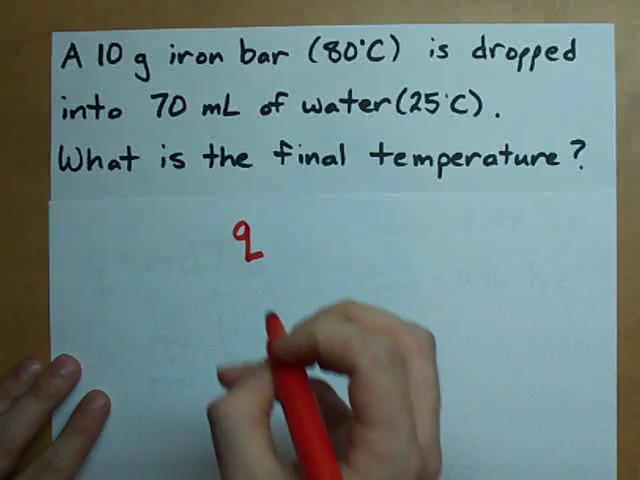 A 10 g iron bar (80°C) is dropped
into 70 mL of water (25°C).
What is the final temperature?
q